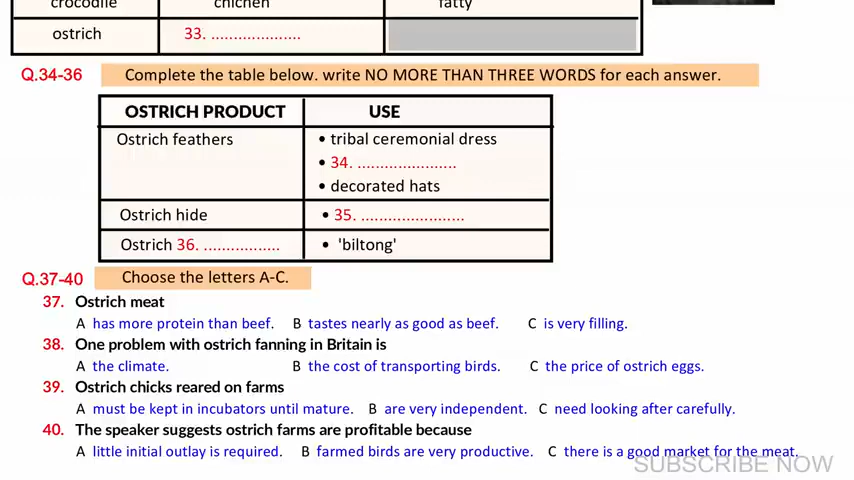 crocodile chichen fatty
ostrich 33. ....................
Q.34-36 Complete the table below. write NO MORE THAN THREE WORDS for each answer.
OSTRICH PRODUCT USE
Ostrich feathers • tribal ceremonial dress
• 34. ......................
• decorated hats
Ostrich hide • 35. .......................
Ostrich 36. ................. • 'biltong'
Q.37-40 Choose the letters A-C.
37. Ostrich meat
A has more protein than beef. B tastes nearly as good as beef. C is very filling.
38. One problem with ostrich fanning in Britain is
A the climate. B the cost of transporting birds. C the price of ostrich eggs.
39. Ostrich chicks reared on farms
A must be kept in incubators until mature. B are very independent. C need looking after carefully.
40. The speaker suggests ostrich farms are profitable because
A little initial outlay is required. B farmed birds are very productive. C there is a good market for the meat.
SUBSCRIBE NOW